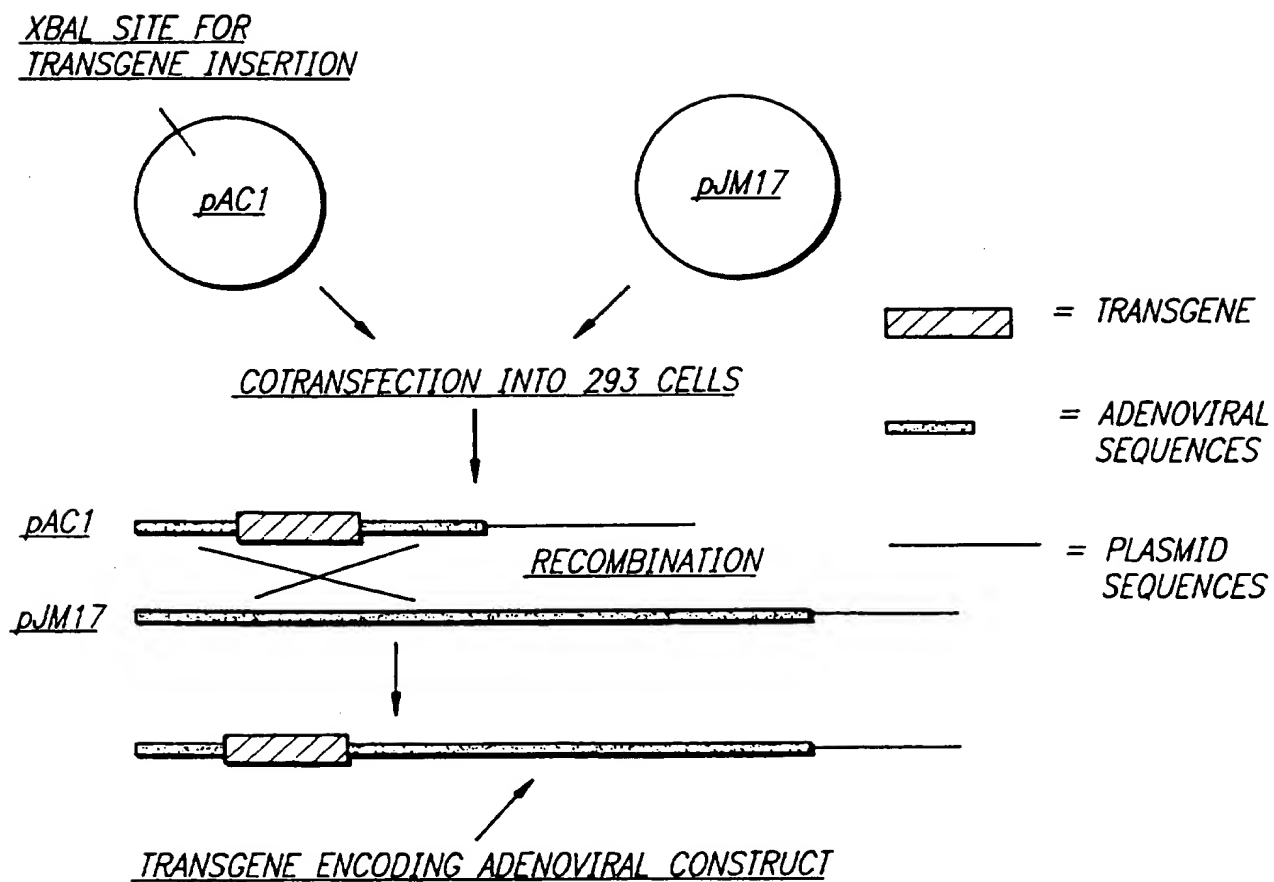 XBAL SITE FOR
TRANSGENE INSERTION
pAC1
pJM17
COTRANSFECTION INTO 293 CELLS
= TRANSGENE
= ADENOVIRAL
SEQUENCES
= PLASMID
SEQUENCES
pAC1
RECOMBINATION
pJM17
TRANSGENE ENCODING ADENOVIRAL CONSTRUCT